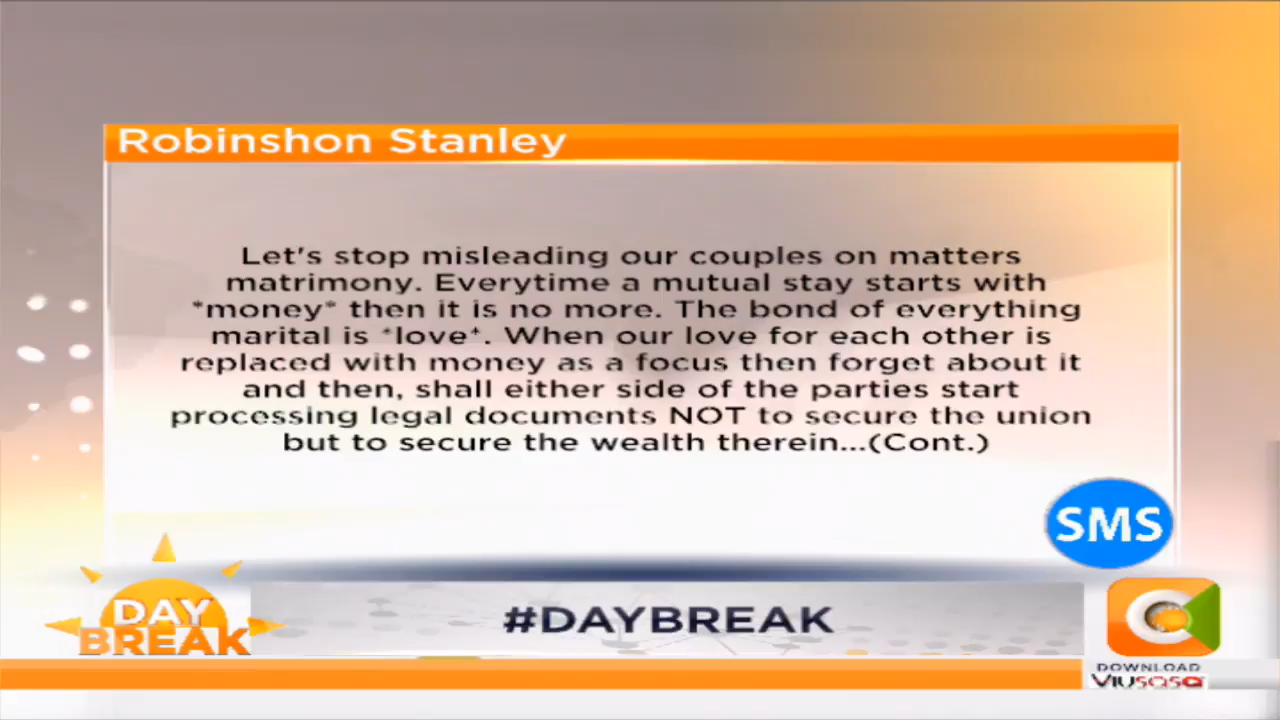 Robinshon Stanley
Let's stop misleading our couples on matters
matrimony. Everytime a mutual stay starts with
*money* then it is no more. The bond of everything
marital is *love*. When our love for each other is
replaced with money as a focus then forget about it
and then, shall either side of the parties start
processing legal documents NOT to secure the union
but to secure the wealth therein...(Cont.)
SMS
DAY
BREAK
#DAYBREAK
C
DOWNLOAD
Viusasa